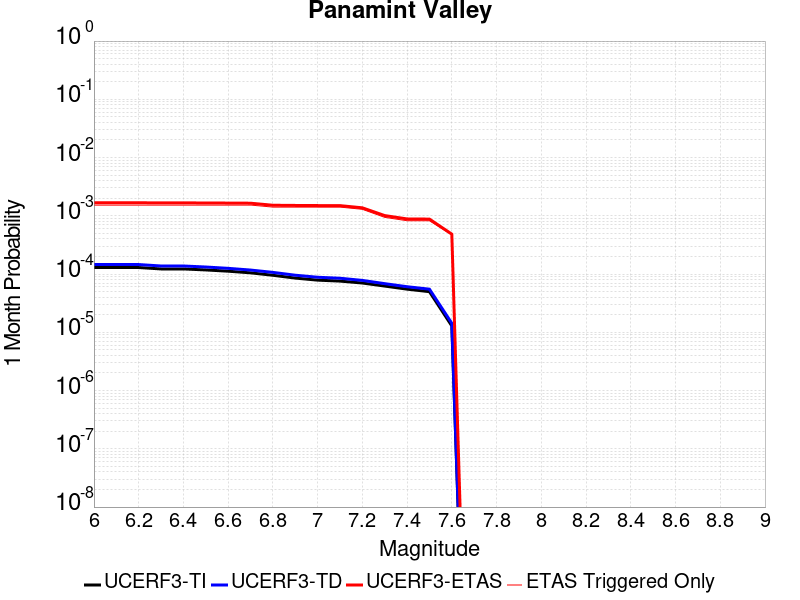 Panamint Valley
1 Month Probability
10^0
10^-1
10^-2
10^-3
10^-4
10^-5
10^-6
10^-7
10^-8
6 6.2 6.4 6.6 6.8 7 7.2 7.4 7.6 7.8 8 8.2 8.4 8.6 8.8 9
Magnitude
UCERF3-TI UCERF3-TD UCERF3-ETAS ETAS Triggered Only